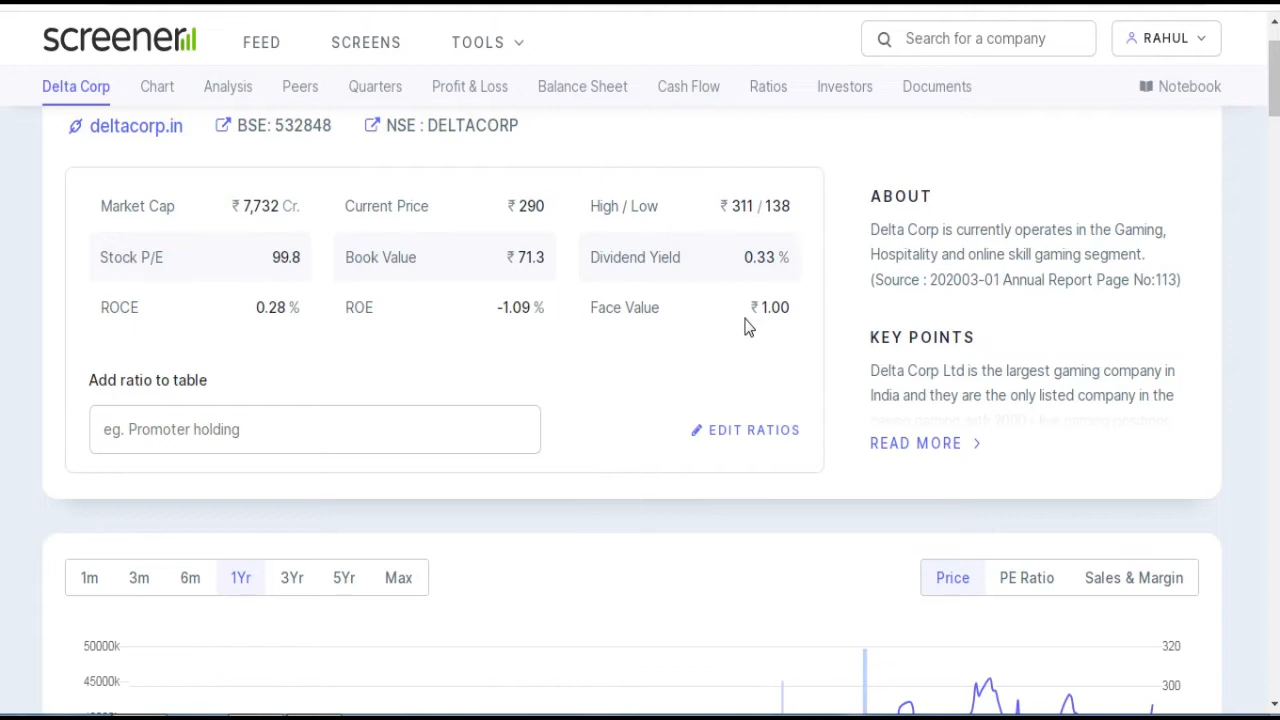 screener
FEED
SCREENS
TOOLS
Search for a company
RAHUL
Delta Corp
Chart
Analysis
Peers
Quarters
Profit & Loss
Balance Sheet
Cash Flow
Ratios
Investors
Documents
Notebook
deltacorp.in
BSE: 532848
NSE : DELTACORP
Market Cap ₹ 7,732 Cr.
Current Price ₹ 290
High / Low ₹ 311 / 138
Stock P/E 99.8
Book Value ₹ 71.3
Dividend Yield 0.33 %
ROCE 0.28 %
ROE -1.09 %
Face Value ₹ 1.00
Add ratio to table
eg. Promoter holding
EDIT RATIOS
ABOUT
Delta Corp is currently operates in the Gaming,
Hospitality and online skill gaming segment.
(Source : 202003-01 Annual Report Page No:113)
KEY POINTS
Delta Corp Ltd is the largest gaming company in
India and they are the only listed company in the
READ MORE
1m 3m 6m 1Yr 3Yr 5Yr Max
Price PE Ratio Sales & Margin
50000k
320
45000k
300